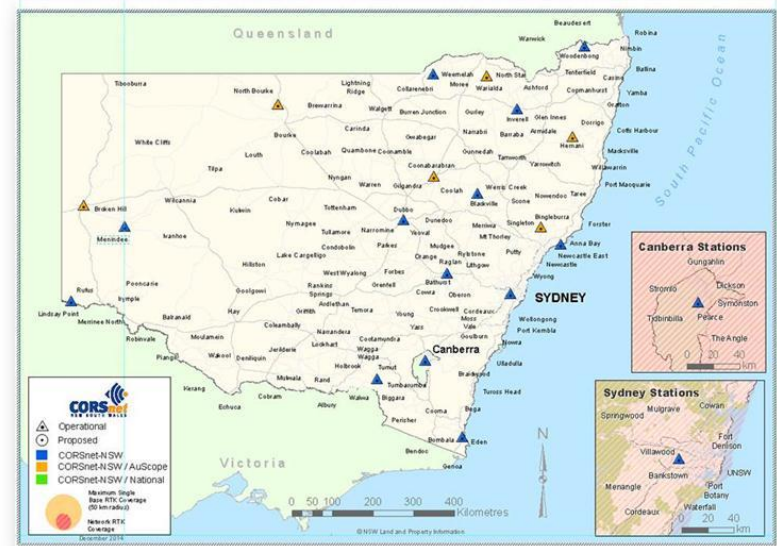 Queensland
Beaudesert
Warwick
Robina
Woodenbong
Nimbin
Tibooburra
Lightning
Ridge
Weemelah
North Star
Tenterfield
Casino
Ballina
Collarenebri
Moree
Warialda
Ashford
Copmanhurst
Yamba
North Bourke
Brewarrina
Walgett
Burren Junction
Gurley
Inverell
Glen Innes
Grafton
White Cliffs
Bourke
Carinda
Gwabegar
Narrabri
Barraba
Armidale
Dorrigo
Coffs Harbour
Louth
Coolabah
Quambone
Coonamble
Gunnedah
Hernani
Macksville
Tilpa
Coonabarabran
Tamworth
Yarrowitch
Nyngan
Warren
Gilgandra
Coolah
Werris Creek
Port Macquarie
Broken Hill
Wilcannia
Cobar
Blackville
Scone
Nowendoc
Taree
Menindee
Ivanhoe
Nymagee
Tottenham
Dubbo
Dunedoo
Merriwa
Singleton
Bingleburra
Forster
Tullamore
Narromine
Yeoval
Mudgee
Mt Thorley
Anna Bay
Condobolin
Parkes
Orange
Rylstone
Putty
Newcastle East
Lake Cargelligo
Raglan
Lithgow
Newcastle
Hillston
West Wyalong
Forbes
Bathurst
Wyong
Rufus
Pooncarie
Goolgowi
Rankins
Springs
Grenfell
Cowra
Oberon
SYDNEY
Lindsay Point
Irymple
Hay
Griffith
Ardlethan
Temora
Young
Crookwell
Cordeaux
Wollongong
Merrinee North
Balranald
Coleambally
Moss
Vale
Port Kembla
Robinvale
Moulamein
Narrandera
Cootamundra
Yass
Goulburn
Nowra
Jerilderie
Lockhart
Wagga
Wagga
Canberra
Wakool
Deniliquin
Holbrook
Tumut
Ulladulla
Mulwala
Rand
Tumbarumba
Braidwood
Kerang
Cobram
Walwa
Biggara
Tuross Head
Echuca
Albury
Cooma
Bega
Perisher
Bombala
Eden
Bendoc
Genoa
Victoria
South Pacific Ocean
Canberra Stations
Gungahlin
Stromlo
Dickson
Symonston
Tidbinbilla
Pearce
The Angle
0 20 40
km
Sydney Stations
Springwood
Mulgrave
Cowan
Fort
Denison
Villawood
UNSW
Bankstown
Menangle
Port
Botany
Waterfall
Cordeaux
0 20 40
km
CORSnet
NEW SOUTH WALES
Operational
Proposed
CORSnet-NSW
CORSnet-NSW / AuScope
CORSnet-NSW / National
Maximum Single
Base RTK Coverage
(50 km radius)
Network RTK
Coverage
December 2014
N
0 50 100 200 300 400
Kilometres
© NSW Land and Property Information